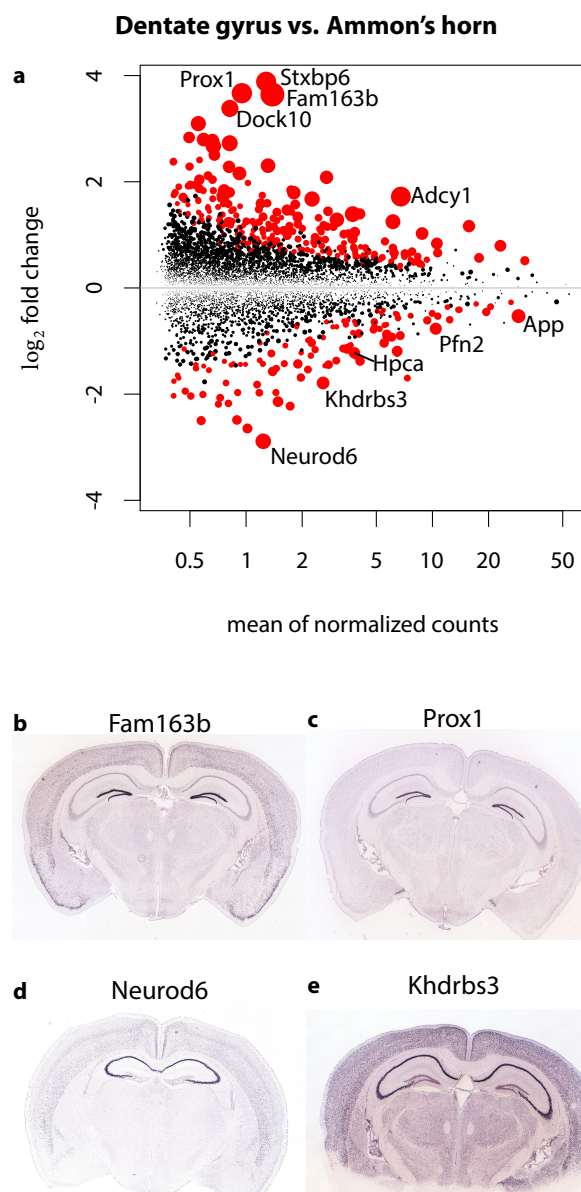 Dentate gyrus vs. Ammon's horn
a
4
2
0
-2
-4
log₂ fold change
Prox1
Stxbp6
Fam163b
Dock10
Adcy1
App
Pfn2
Hpca
Khdrbs3
Neurod6
0.5 1 2 5 10 20 50
mean of normalized counts
b Fam163b
c Prox1
d Neurod6
e Khdrbs3